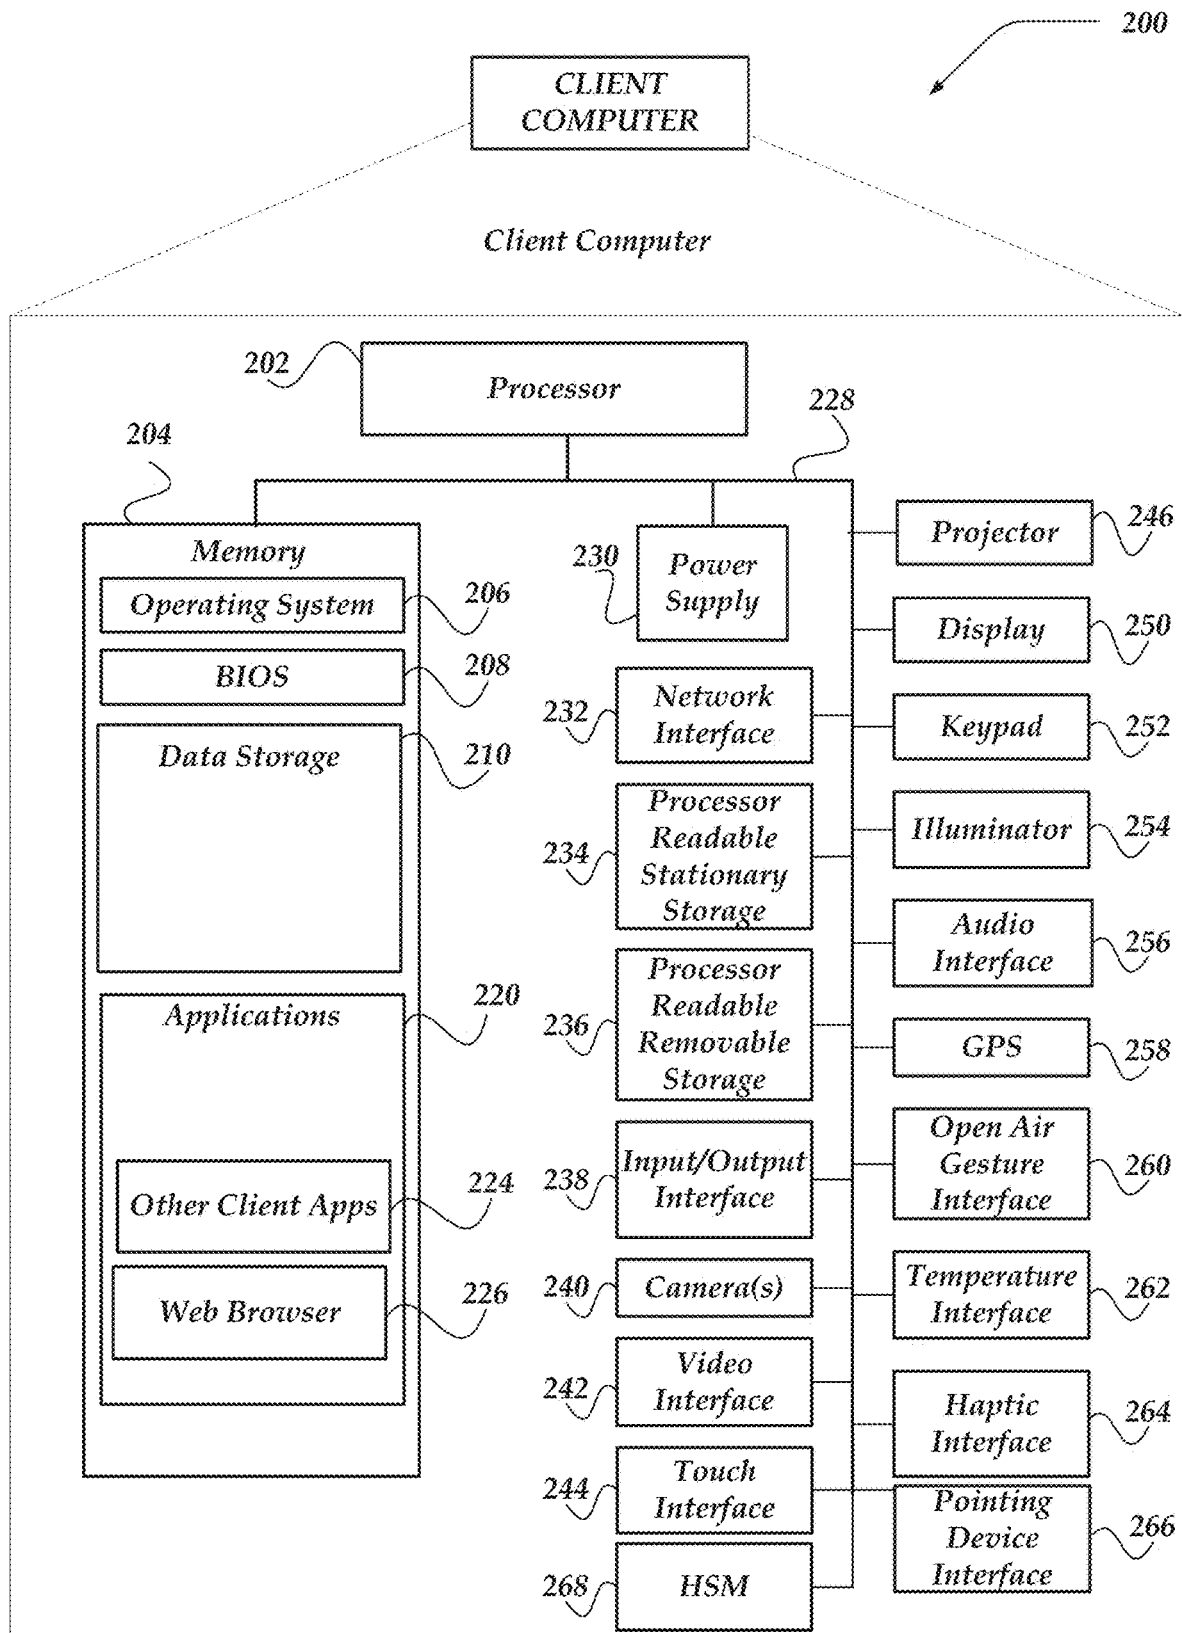 200
CLIENT
COMPUTER
Client Computer
202
Processor
228
204
Memory
Operating System
206
BIOS
208
Data Storage
210
Applications
220
Other Client Apps
224
Web Browser
226
230
Power
Supply
232
Network
Interface
234
Processor
Readable
Stationary
Storage
236
Processor
Readable
Removable
Storage
238
Input/Output
Interface
240
Camera(s)
242
Video
Interface
244
Touch
Interface
268
HSM
Projector
246
Display
250
Keypad
252
Illuminator
254
Audio
Interface
256
GPS
258
Open Air
Gesture
Interface
260
Temperature
Interface
262
Haptic
Interface
264
Pointing
Device
Interface
266